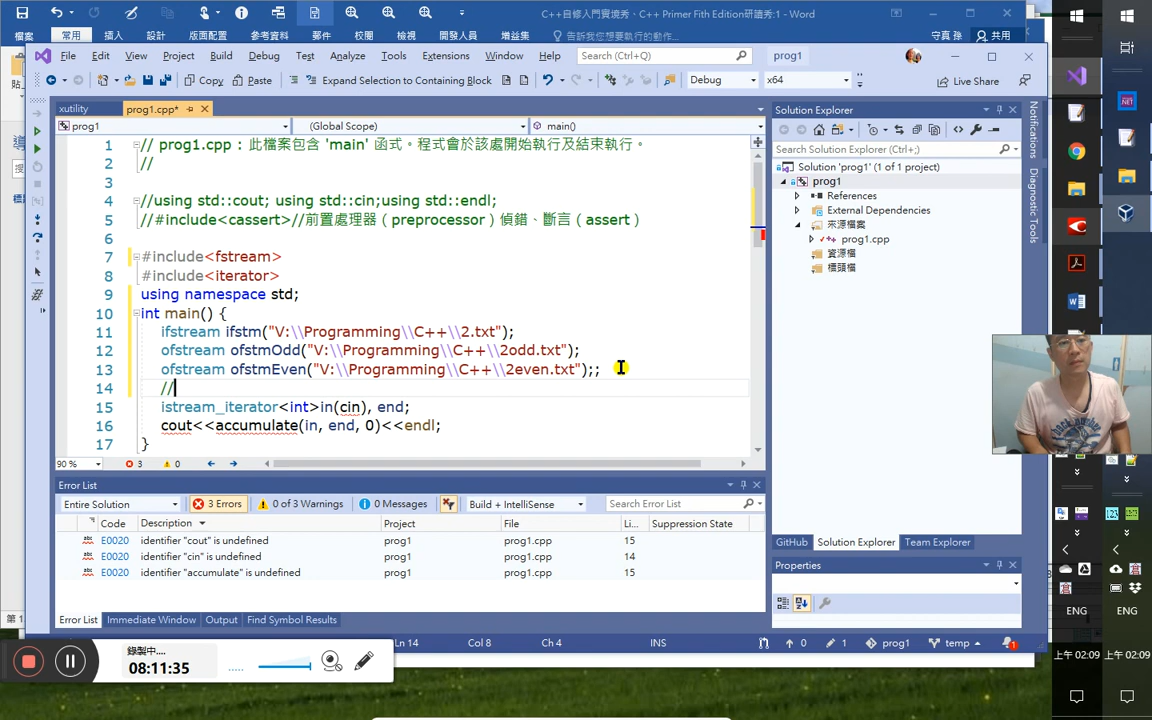 C++自修入門實境秀、C++ Primer Fith Edition研讀秀:1 - Word
檔案 常用 插入 設計 版面配置 參考資料 郵件 校閱 檢視 開發人員 增益集 告訴我您想要執行的動作... 守真 孫 共用
File Edit View Project Build Debug Test Analyze Tools Extensions Window Help Search (Ctrl+Q) prog1
Copy Paste Expand Selection to Containing Block Debug x64 Live Share
xutility prog1.cpp*
prog1 (Global Scope) main()
1 // prog1.cpp : 此檔案包含 'main' 函式。程式會於該處開始執行及結束執行。
2 //
3
4 //using std::cout; using std::cin;using std::endl;
5 //#include<cassert>//前置處理器（preprocessor）偵錯、斷言（assert）
6
7 #include<fstream>
8 #include<iterator>
9 using namespace std;
10 int main() {
11 ifstream ifstm("V:\\Programming\\C++\\2.txt");
12 ofstream ofstmOdd("V:\\Programming\\C++\\2odd.txt");
13 ofstream ofstmEven("V:\\Programming\\C++\\2even.txt");;
14 //
15 istream_iterator<int>in(cin), end;
16 cout<<accumulate(in, end, 0)<<endl;
17 }
90 % 3 0
Error List
Entire Solution 3 Errors 0 of 3 Warnings 0 Messages Build + IntelliSense Search Error List
Code Description Project File Li... Suppression State
E0020 identifier "cout" is undefined prog1 prog1.cpp 15
E0020 identifier "cin" is undefined prog1 prog1.cpp 14
E0020 identifier "accumulate" is undefined prog1 prog1.cpp 15
Error List Immediate Window Output Find Symbol Results
Ln 14 Col 8 Ch 4 INS 0 1 prog1 temp 1
Solution Explorer
Search Solution Explorer (Ctrl+;)
Solution 'prog1' (1 of 1 project)
prog1
References
External Dependencies
來源檔案
prog1.cpp
資源檔
標頭檔
GitHub Solution Explorer Team Explorer
Properties
Notifications
Diagnostic Tools
錄製中....
08:11:35
ENG ENG
上午 02:09 上午 02:09